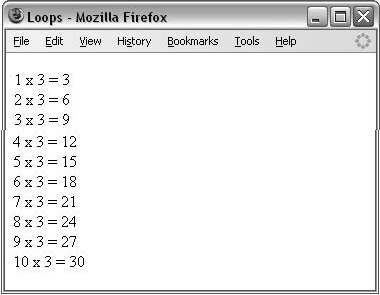 Loops - Mozilla Firefox
File Edit View History Bookmarks Tools Help
1 x 3 = 3
2 x 3 = 6
3 x 3 = 9
4 x 3 = 12
5 x 3 = 15
6 x 3 = 18
7 x 3 = 21
8 x 3 = 24
9 x 3 = 27
10 x 3 = 30